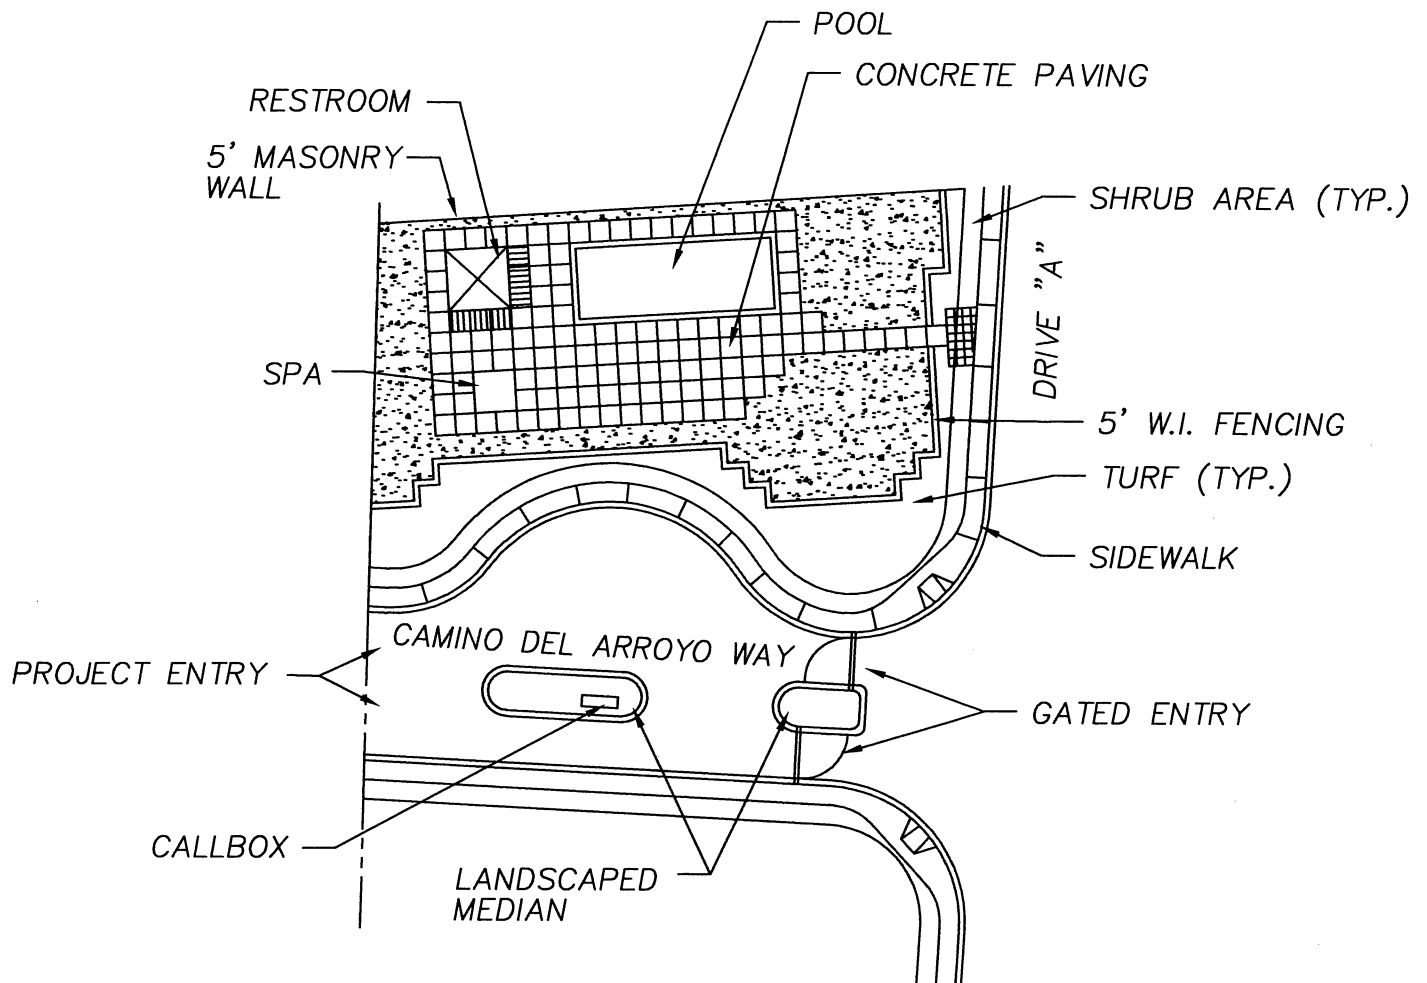 POOL
CONCRETE PAVING
RESTROOM
5' MASONRY
WALL
SHRUB AREA (TYP.)
DRIVE "A"
SPA
5' W.I. FENCING
TURF (TYP.)
SIDEWALK
CAMINO DEL ARROYO WAY
PROJECT ENTRY
GATED ENTRY
CALLBOX
LANDSCAPED
MEDIAN